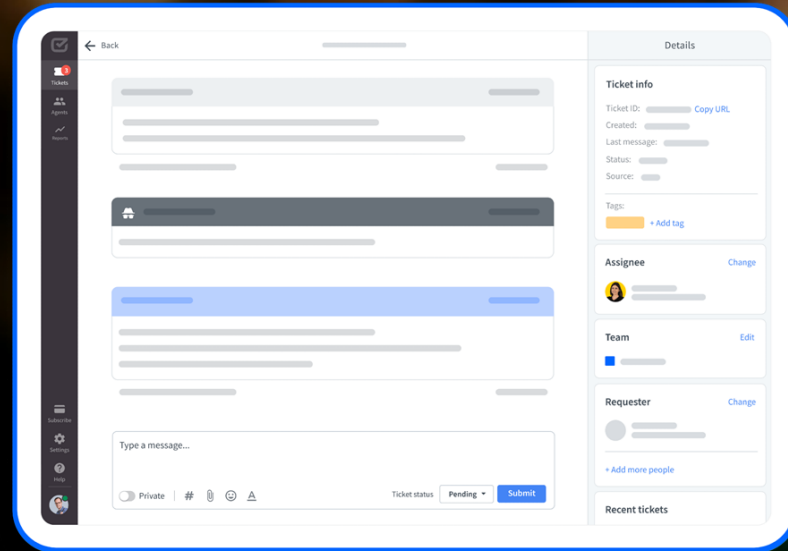 Back
Details
3
Tickets
Agents
Reports
Ticket info
Ticket ID: Copy URL
Created:
Last message:
Status:
Source:
Tags:
+ Add tag
Assignee Change
Team Edit
Requester Change
+ Add more people
Recent tickets
Type a message...
Private # A Ticket status Pending Submit
Subscribe
Settings
? Help